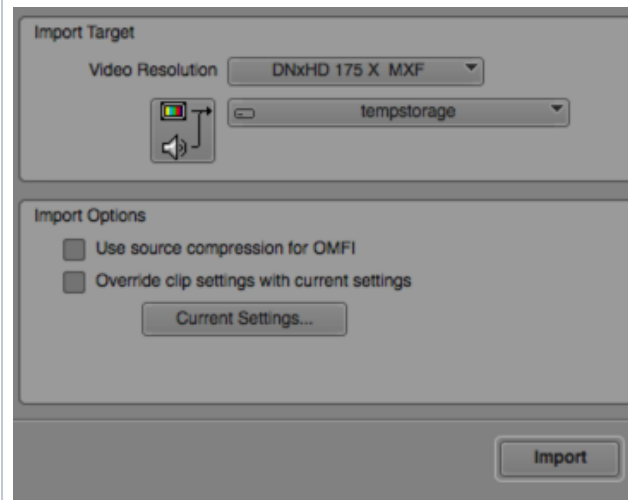 Import Target
Video Resolution DNxHD 175 X MXF
tempstorage
Import Options
Use source compression for OMFI
Override clip settings with current settings
Current Settings...
Import